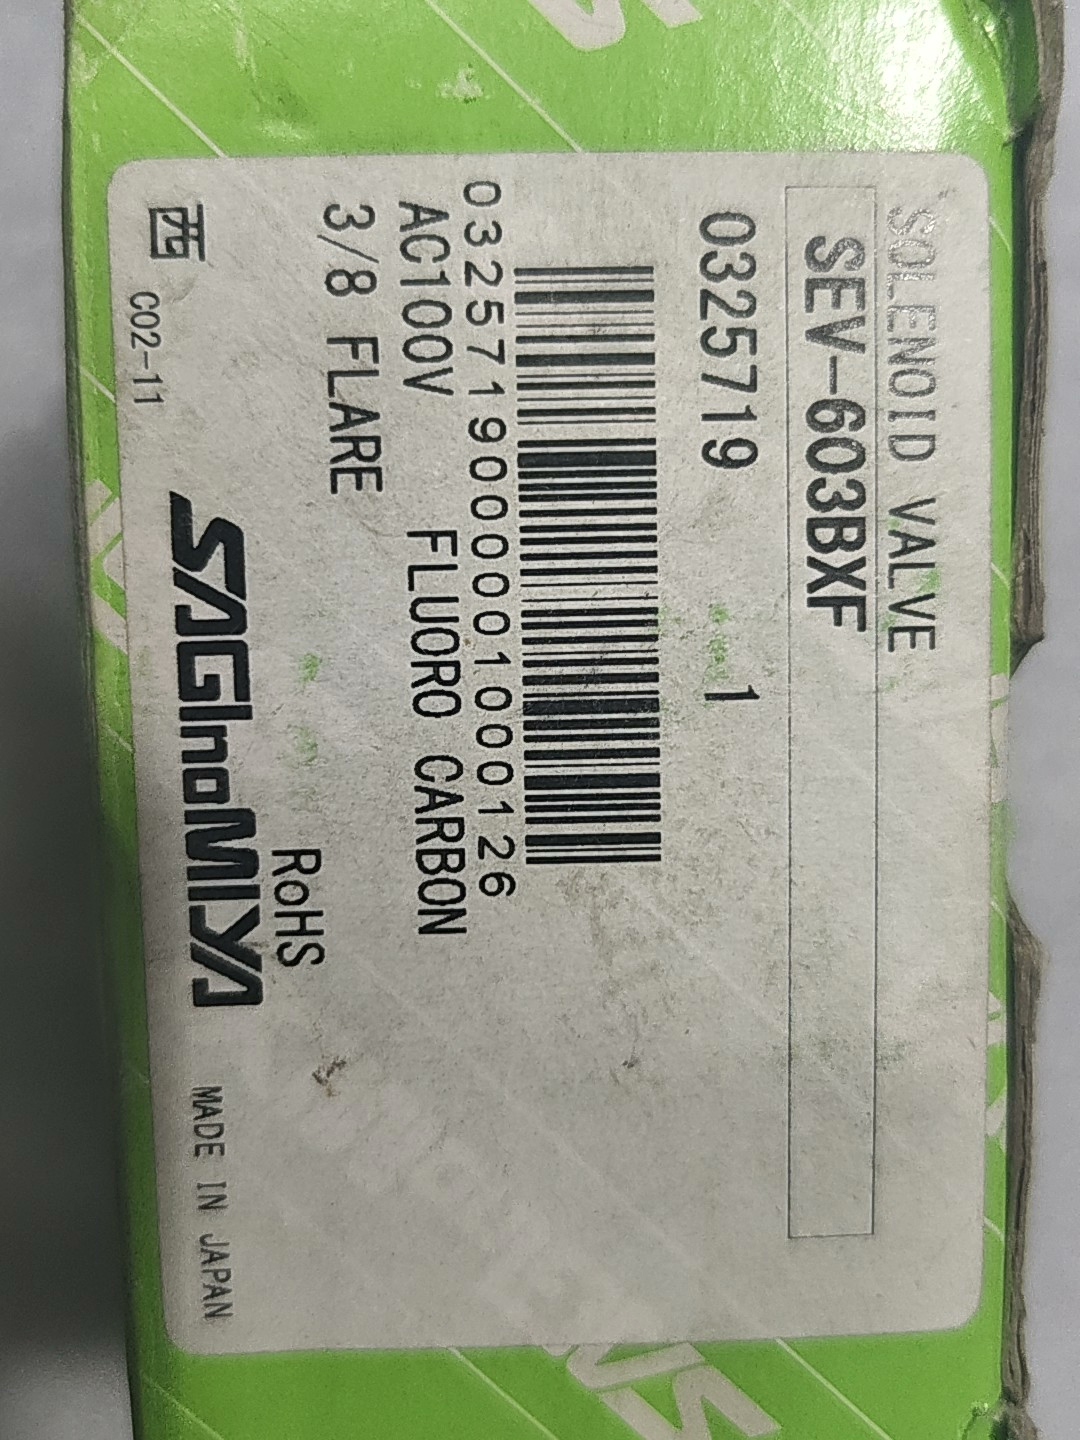 SOLENOID VALVE
SEV-603BXF
0325719 1
032571900000010000126
AC100V FLUORO CARBON
3/8 FLARE
RoHS
西 C02-11 SAGInoMIYA MADE IN JAPAN